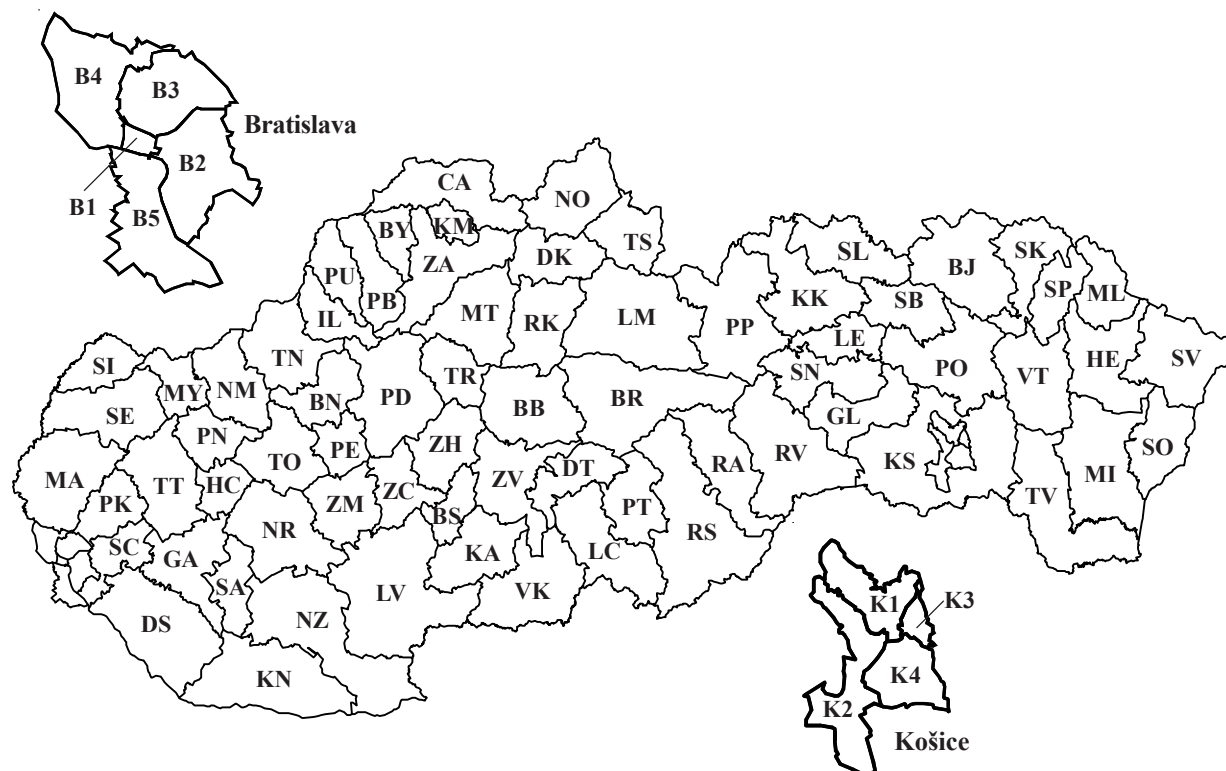 B4
B3
Bratislava
B2
B1
B5
CA
NO
BY
KM
TS
SL
SK
BJ
PU
ZA
DK
SP
ML
PB
KK
SB
IL
MT
RK
LM
PP
LE
HE
SV
SI
TN
TR
SN
PO
VT
MY
NM
BN
PD
BB
BR
SE
GL
PN
PE
ZH
SO
TO
DT
RA
RV
KS
MA
TT
HC
ZC
ZV
MI
PK
ZM
BS
PT
TV
NR
RS
SC
GA
KA
LC
SA
LV
VK
K1
K3
DS
NZ
KN
K4
K2
Košice